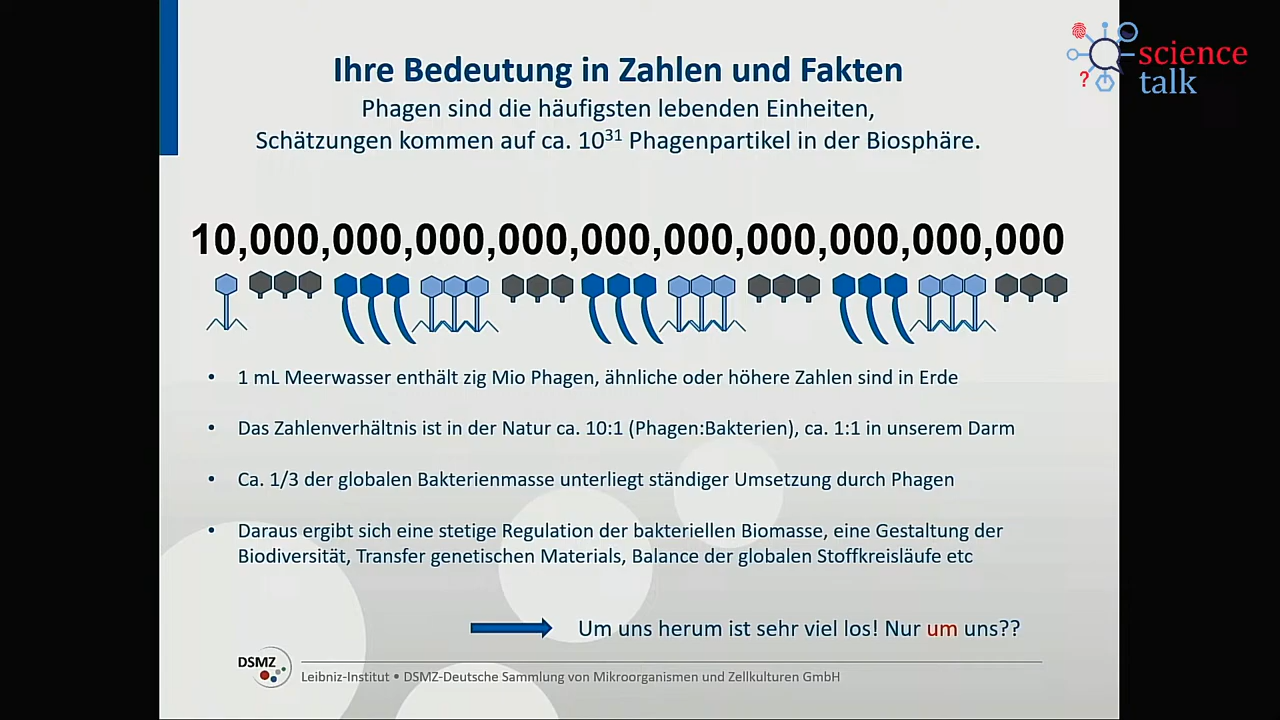 science
talk
Ihre Bedeutung in Zahlen und Fakten
Phagen sind die häufigsten lebenden Einheiten,
Schätzungen kommen auf ca. 10³¹ Phagenpartikel in der Biosphäre.
10,000,000,000,000,000,000,000,000,000,000
• 1 mL Meerwasser enthält zig Mio Phagen, ähnliche oder höhere Zahlen sind in Erde
• Das Zahlenverhältnis ist in der Natur ca. 10:1 (Phagen:Bakterien), ca. 1:1 in unserem Darm
• Ca. 1/3 der globalen Bakterienmasse unterliegt ständiger Umsetzung durch Phagen
• Daraus ergibt sich eine stetige Regulation der bakteriellen Biomasse, eine Gestaltung der
Biodiversität, Transfer genetischen Materials, Balance der globalen Stoffkreisläufe etc
Um uns herum ist sehr viel los! Nur um uns??
DSMZ
Leibniz-Institut • DSMZ-Deutsche Sammlung von Mikroorganismen und Zellkulturen GmbH